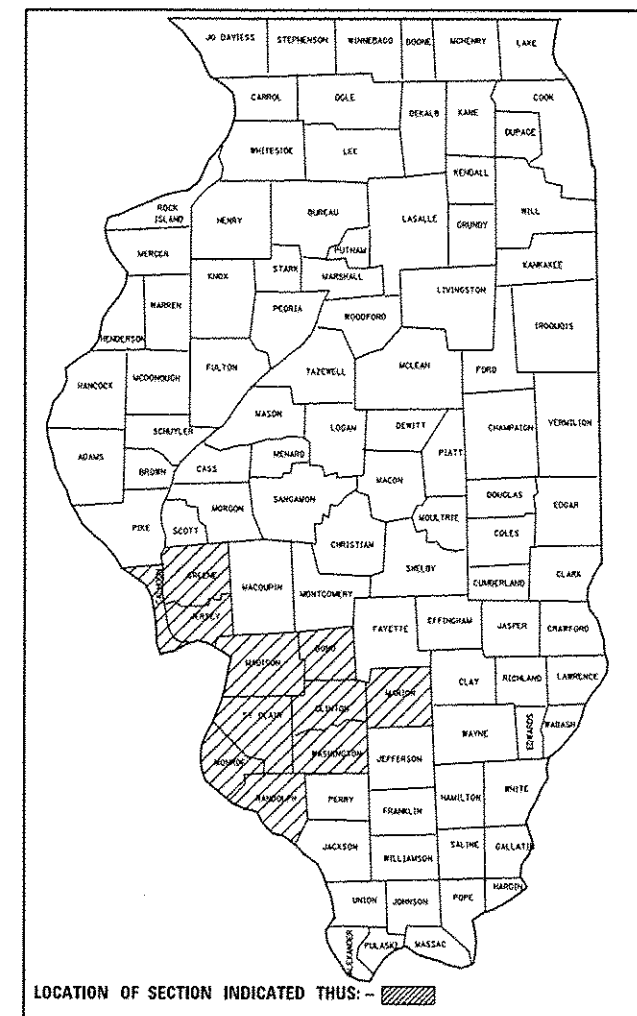 JO DAVIESS STEPHENSON WINNEBAGO BOONE MCHENRY LAKE
CARROL OGLE DEKALB KANE COOK
DUPAGE
WHITESIDE LEE
KENDALL
ROCK
ISLAND HENRY BUREAU LASALLE GRUNDY WILL
PUTNAM
MERCER KANKAKEE
KNOX STARK MARSHALL LIVINGSTON
WARREN PEORIA WOODFORD IROQUOIS
HENDERSON
HANCOCK MCDONOUGH FULTON TAZEWELL MCLEAN FORD
MASON
SCHUYLER LOGAN DEWITT CHAMPAIGN VERMILION
ADAMS MENARD PIATT
BROWN CASS MACON
SANGAMON DOUGLAS EDGAR
PIKE MORGON MOULTRIE
SCOTT CHRISTIAN COLES
SHELBY
GREENE CUMBERLAND CLARK
CALHOUN MACOUPIN MONTGOMERY
JERSEY FAYETTE EFFINGHAM JASPER CRAWFORD
MADISON BOND
CLAY RICHLAND LAWRENCE
MARION
ST CLAIR CLINTON
WAYNE EDWARDS WABASH
WASHINGTON JEFFERSON
MONROE
RANDOLPH PERRY HAMILTON WHITE
FRANKLIN
JACKSON SALINE GALLATIN
WILLIAMSON
HARDIN
UNION JOHNSON POPE
ALEXANDER PULASKI MASSAC
LOCATION OF SECTION INDICATED THUS: -